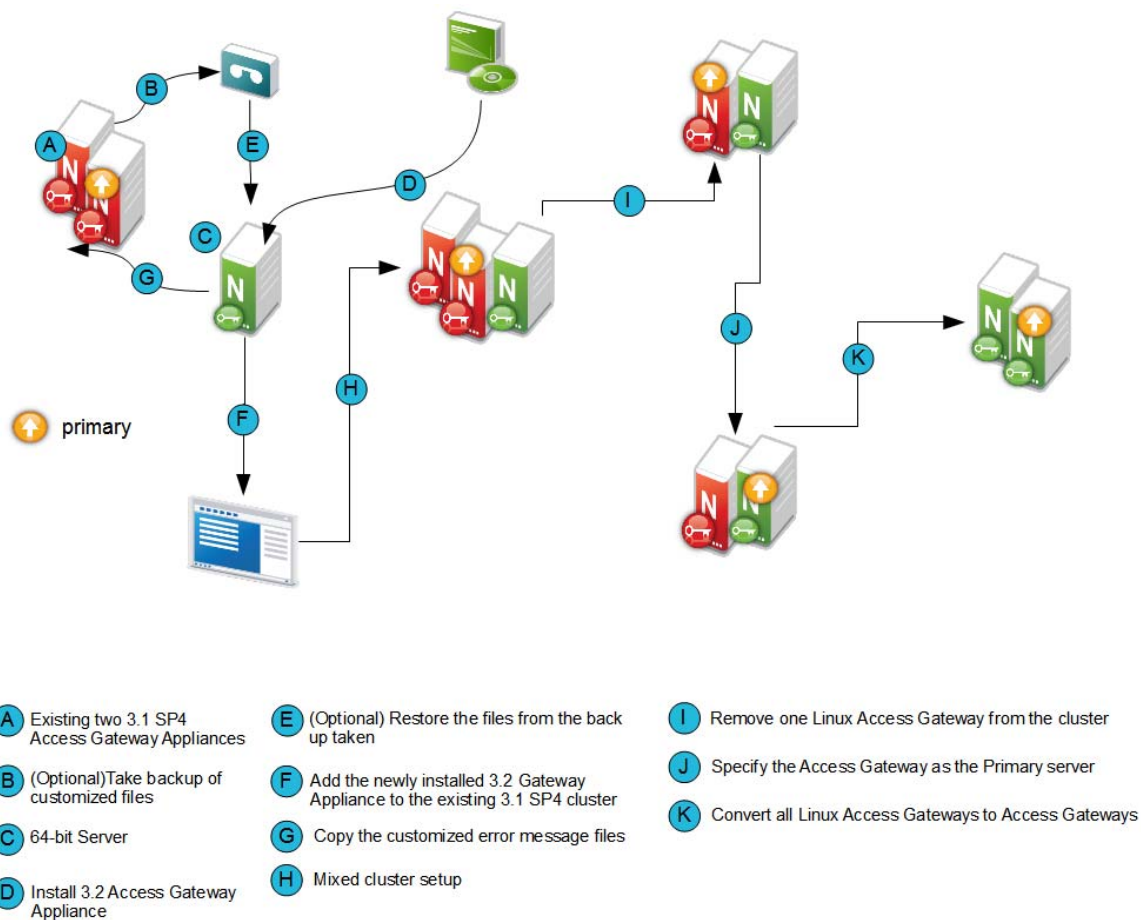 B
A
E
D
C
G
I
J
K
H
F
primary
N
N
N
N
N
N
N
N
N
N
N
N
A Existing two 3.1 SP4
Access Gateway Appliances
B (Optional)Take backup of
customized files
C 64-bit Server
D Install 3.2 Access Gateway
Appliance
E (Optional) Restore the files from the back
up taken
F Add the newly installed 3.2 Gateway
Appliance to the existing 3.1 SP4 cluster
G Copy the customized error message files
H Mixed cluster setup
I Remove one Linux Access Gateway from the cluster
J Specify the Access Gateway as the Primary server
K Convert all Linux Access Gateways to Access Gateways